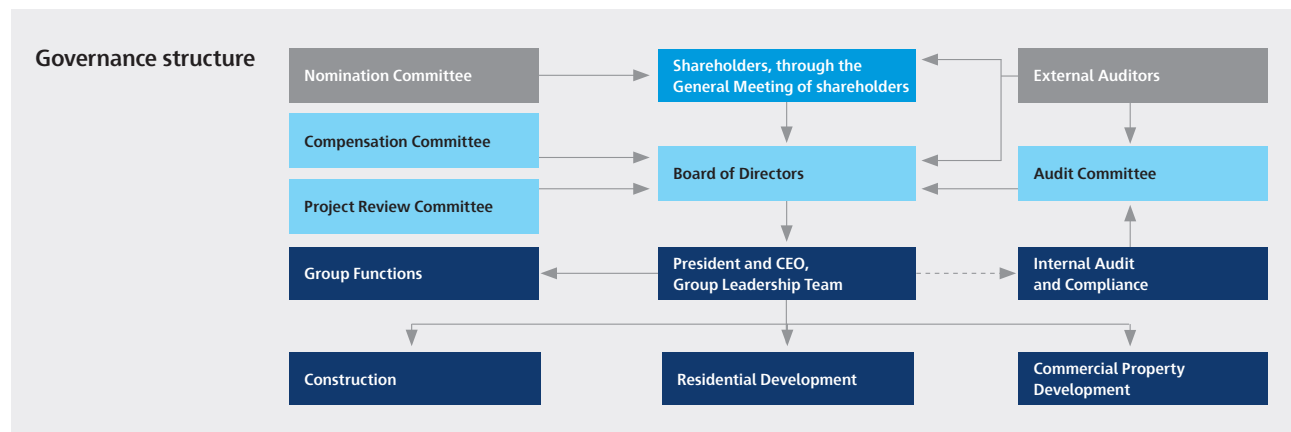 Governance structure
Nomination Committee
Shareholders, through the
General Meeting of shareholders
External Auditors
Compensation Committee
Board of Directors
Audit Committee
Project Review Committee
Group Functions
President and CEO,
Group Leadership Team
Internal Audit
and Compliance
Construction
Residential Development
Commercial Property
Development